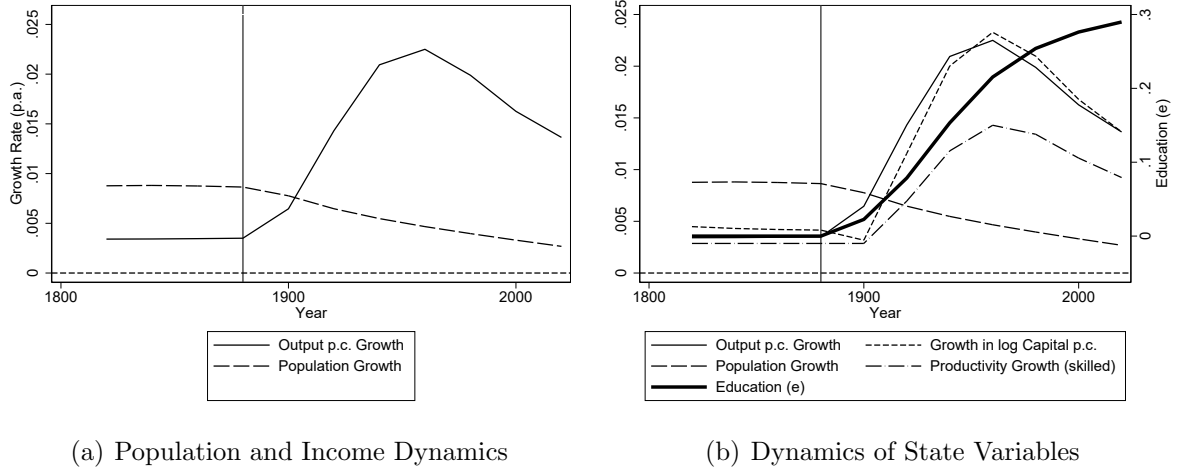 .025
.02
.015
.01
.005
0
Growth Rate (p.a.)
1800
1900
2000
Year
Output p.c. Growth
Population Growth
(a) Population and Income Dynamics
.025
.02
.015
.01
.005
0
.3
.2
.1
0
Education (e)
1800
1900
2000
Year
Output p.c. Growth
Growth in log Capital p.c.
Population Growth
Productivity Growth (skilled)
Education (e)
(b) Dynamics of State Variables